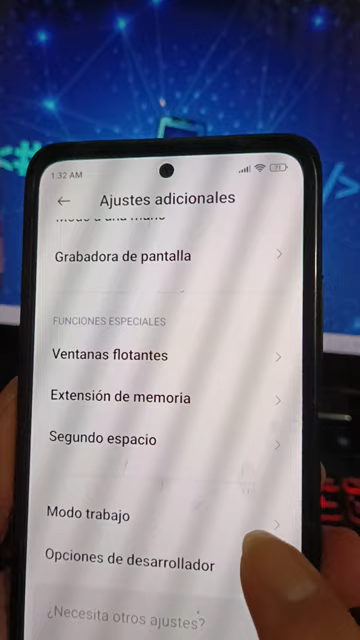 1:32 AM
Ajustes adicionales
Grabadora de pantalla
FUNCIONES ESPECIALES
Ventanas flotantes
Extensión de memoria
Segundo espacio
Modo trabajo
Opciones de desarrollador
¿Necesita otros ajustes?